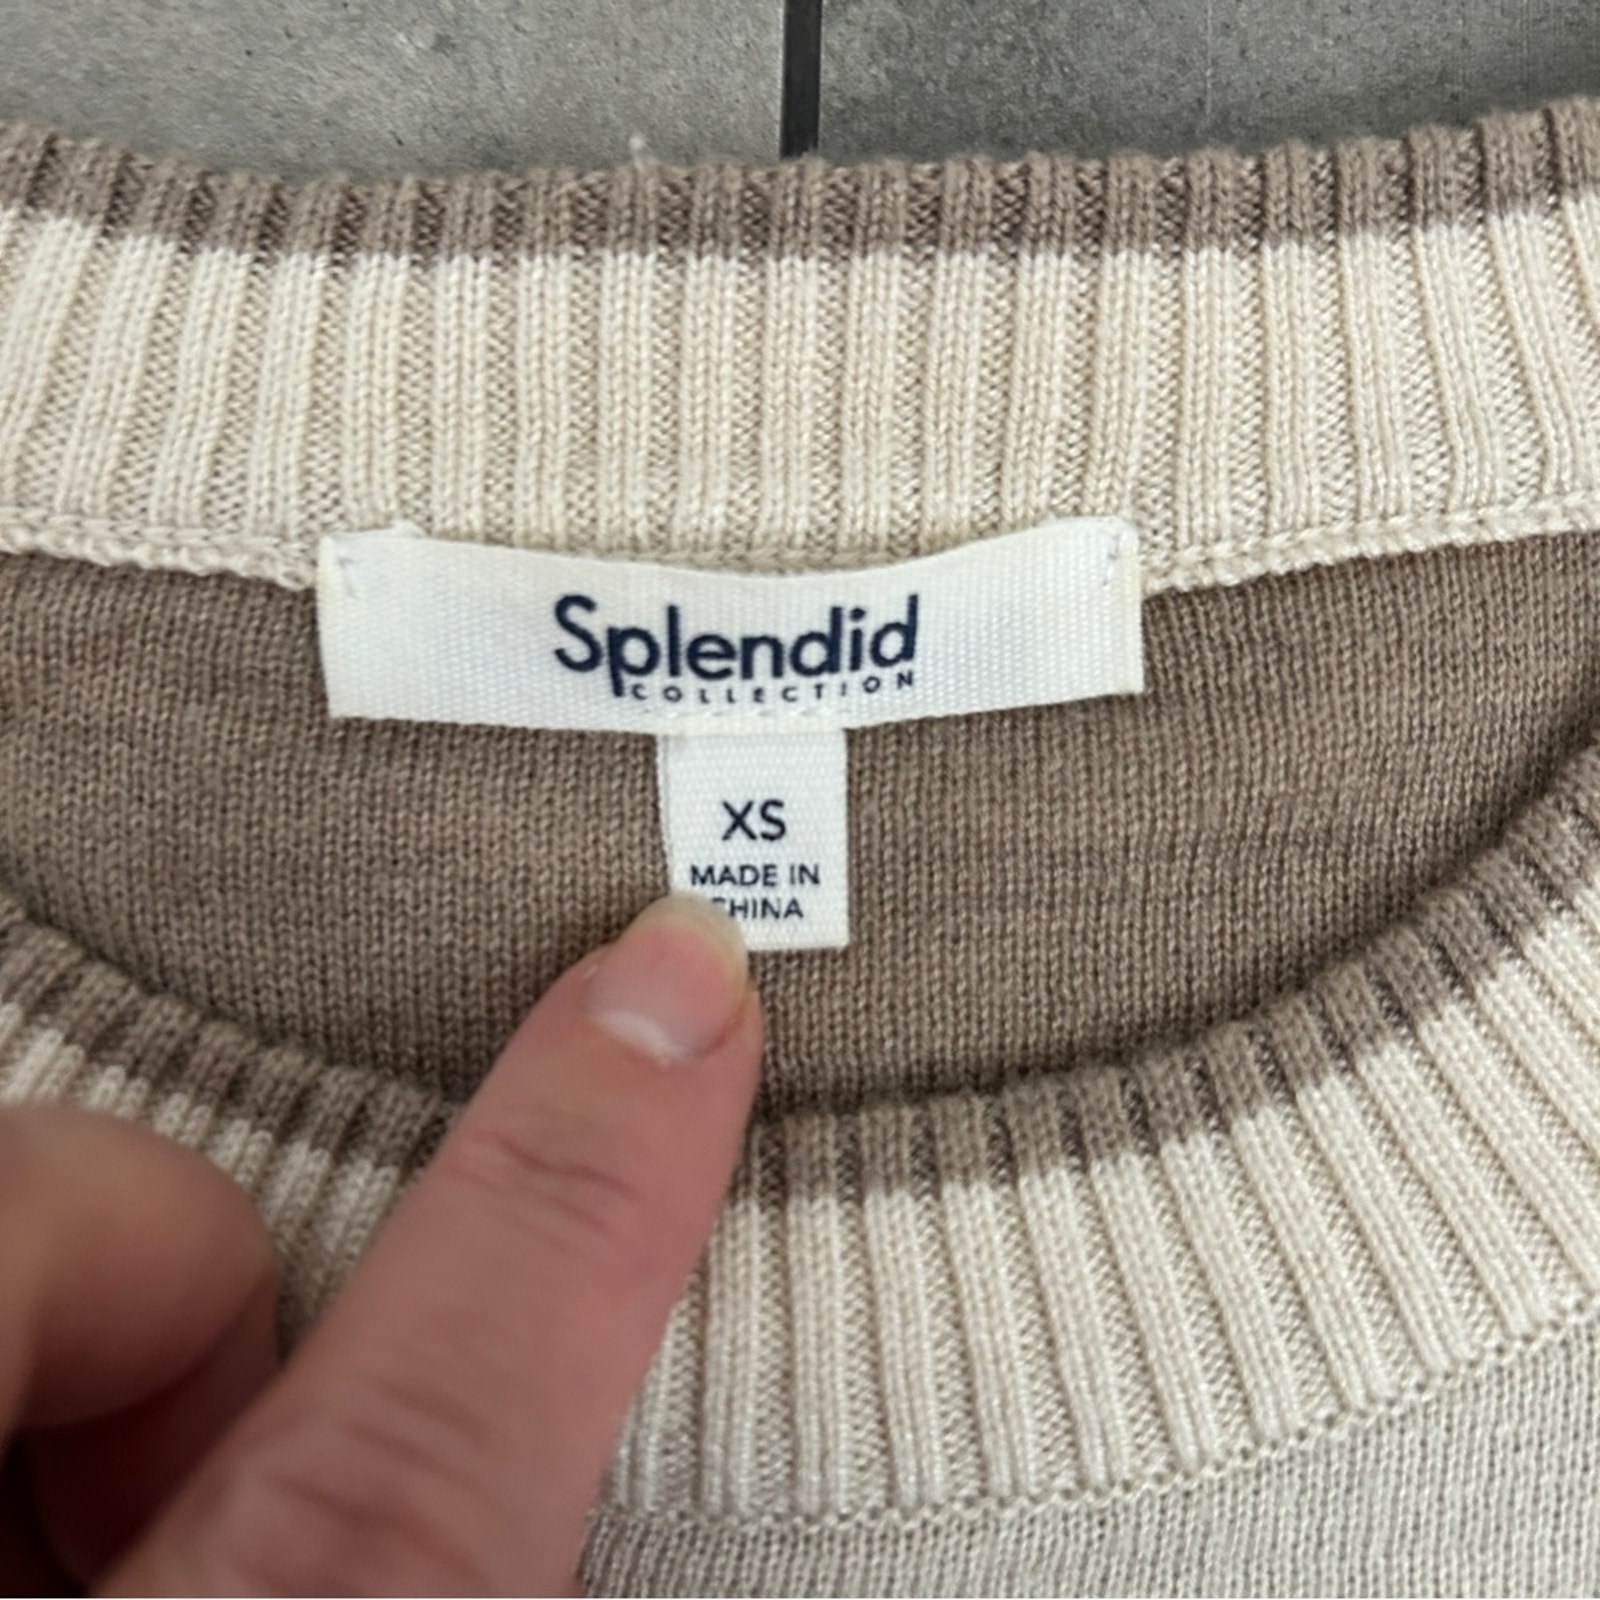 Splendid
COLLECTION
XS
MADE IN
CHINA